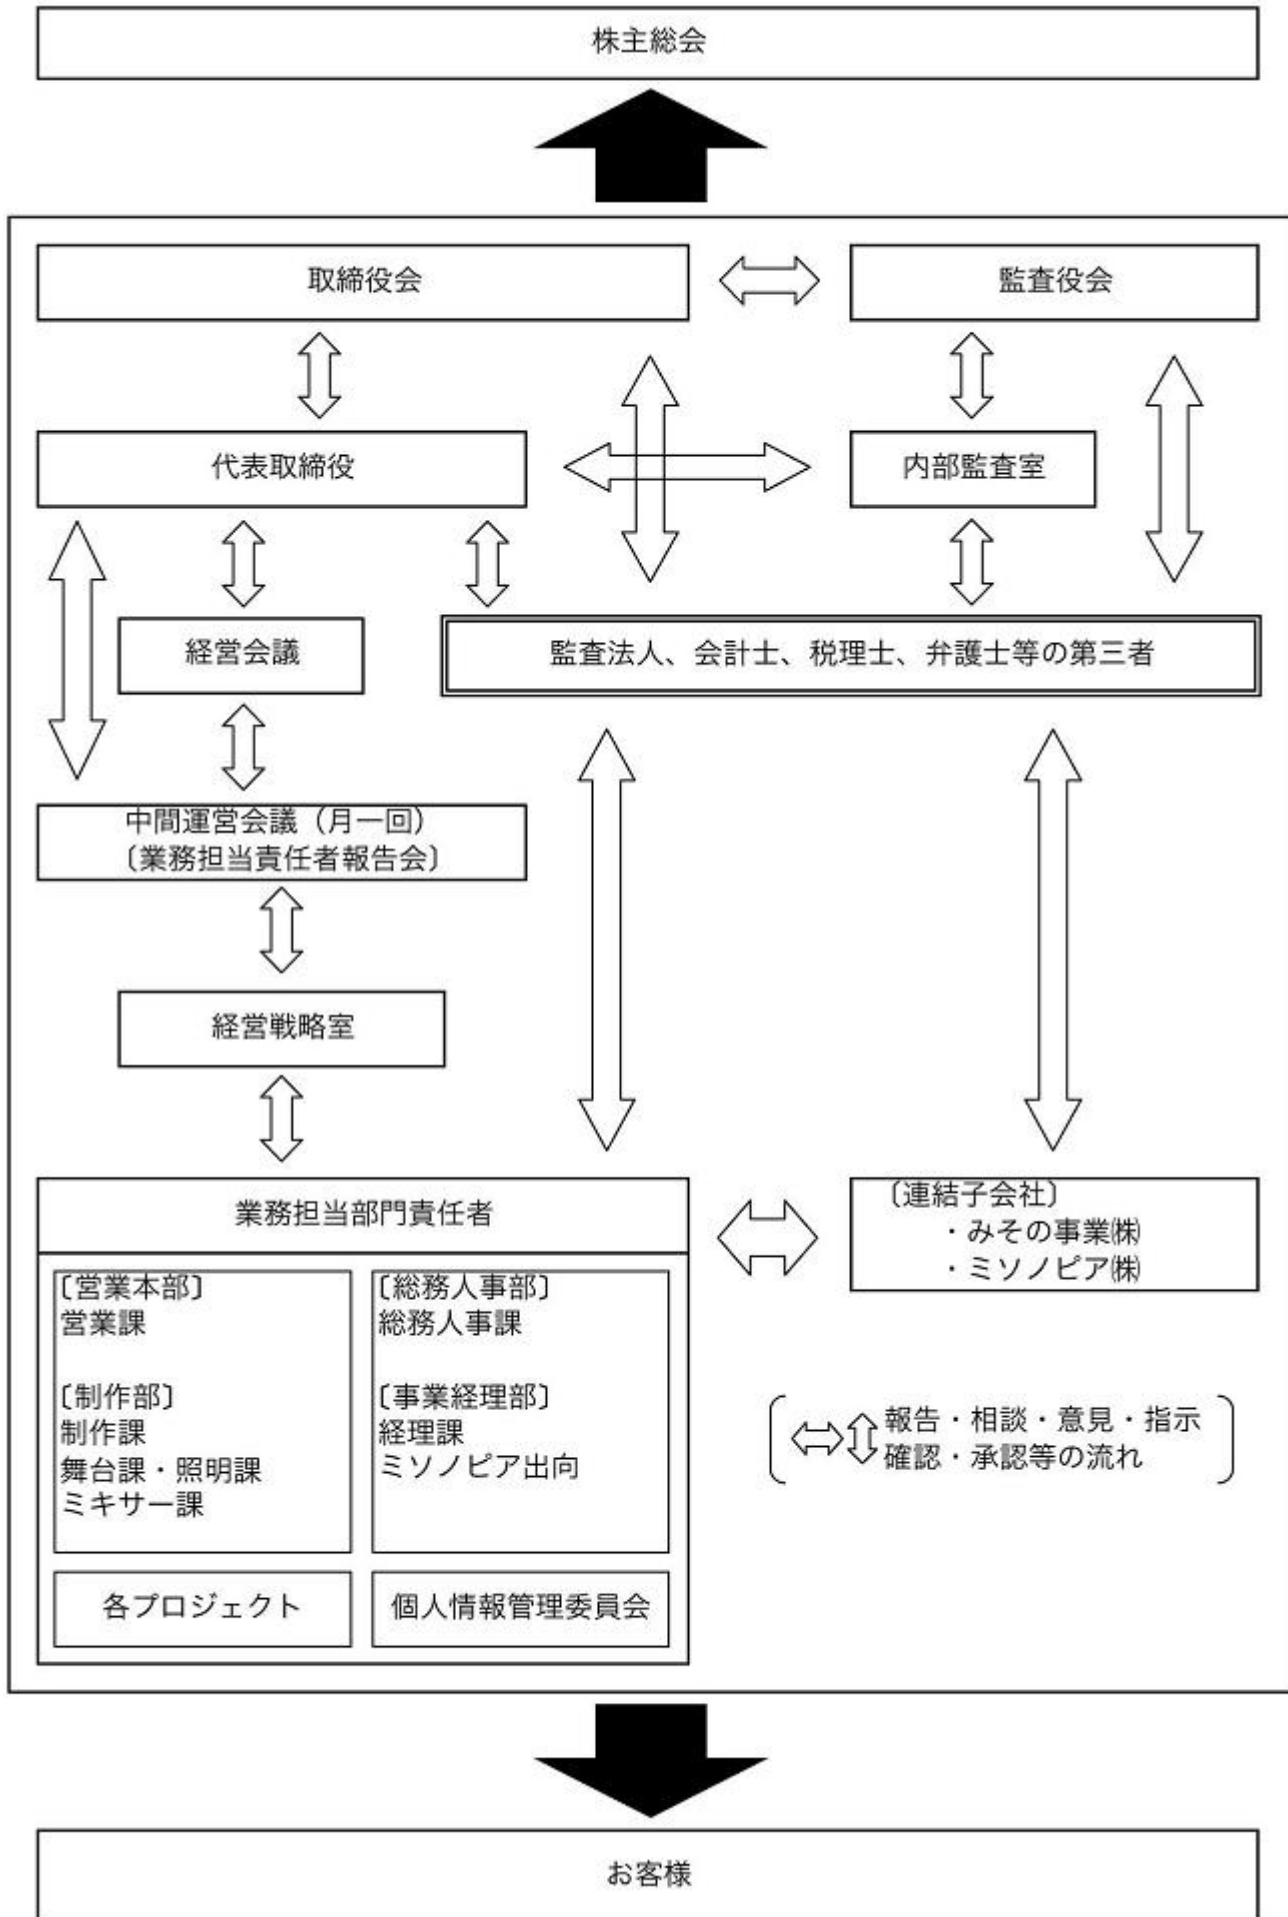 株主総会
取締役会
監査役会
代表取締役
内部監査室
経営会議
監査法人、会計士、税理士、弁護士等の第三者
中間運営会議（月一回）
〔業務担当責任者報告会〕
経営戦略室
業務担当部門責任者
〔営業本部〕
営業課
〔制作部〕
制作課
舞台課・照明課
ミキサー課
〔総務人事部〕
総務人事課
〔事業経理部〕
経理課
ミソノピア出向
各プロジェクト
個人情報管理委員会
〔連結子会社〕
・みその事業㈱
・ミソノピア㈱
報告・相談・意見・指示
確認・承認等の流れ
お客様